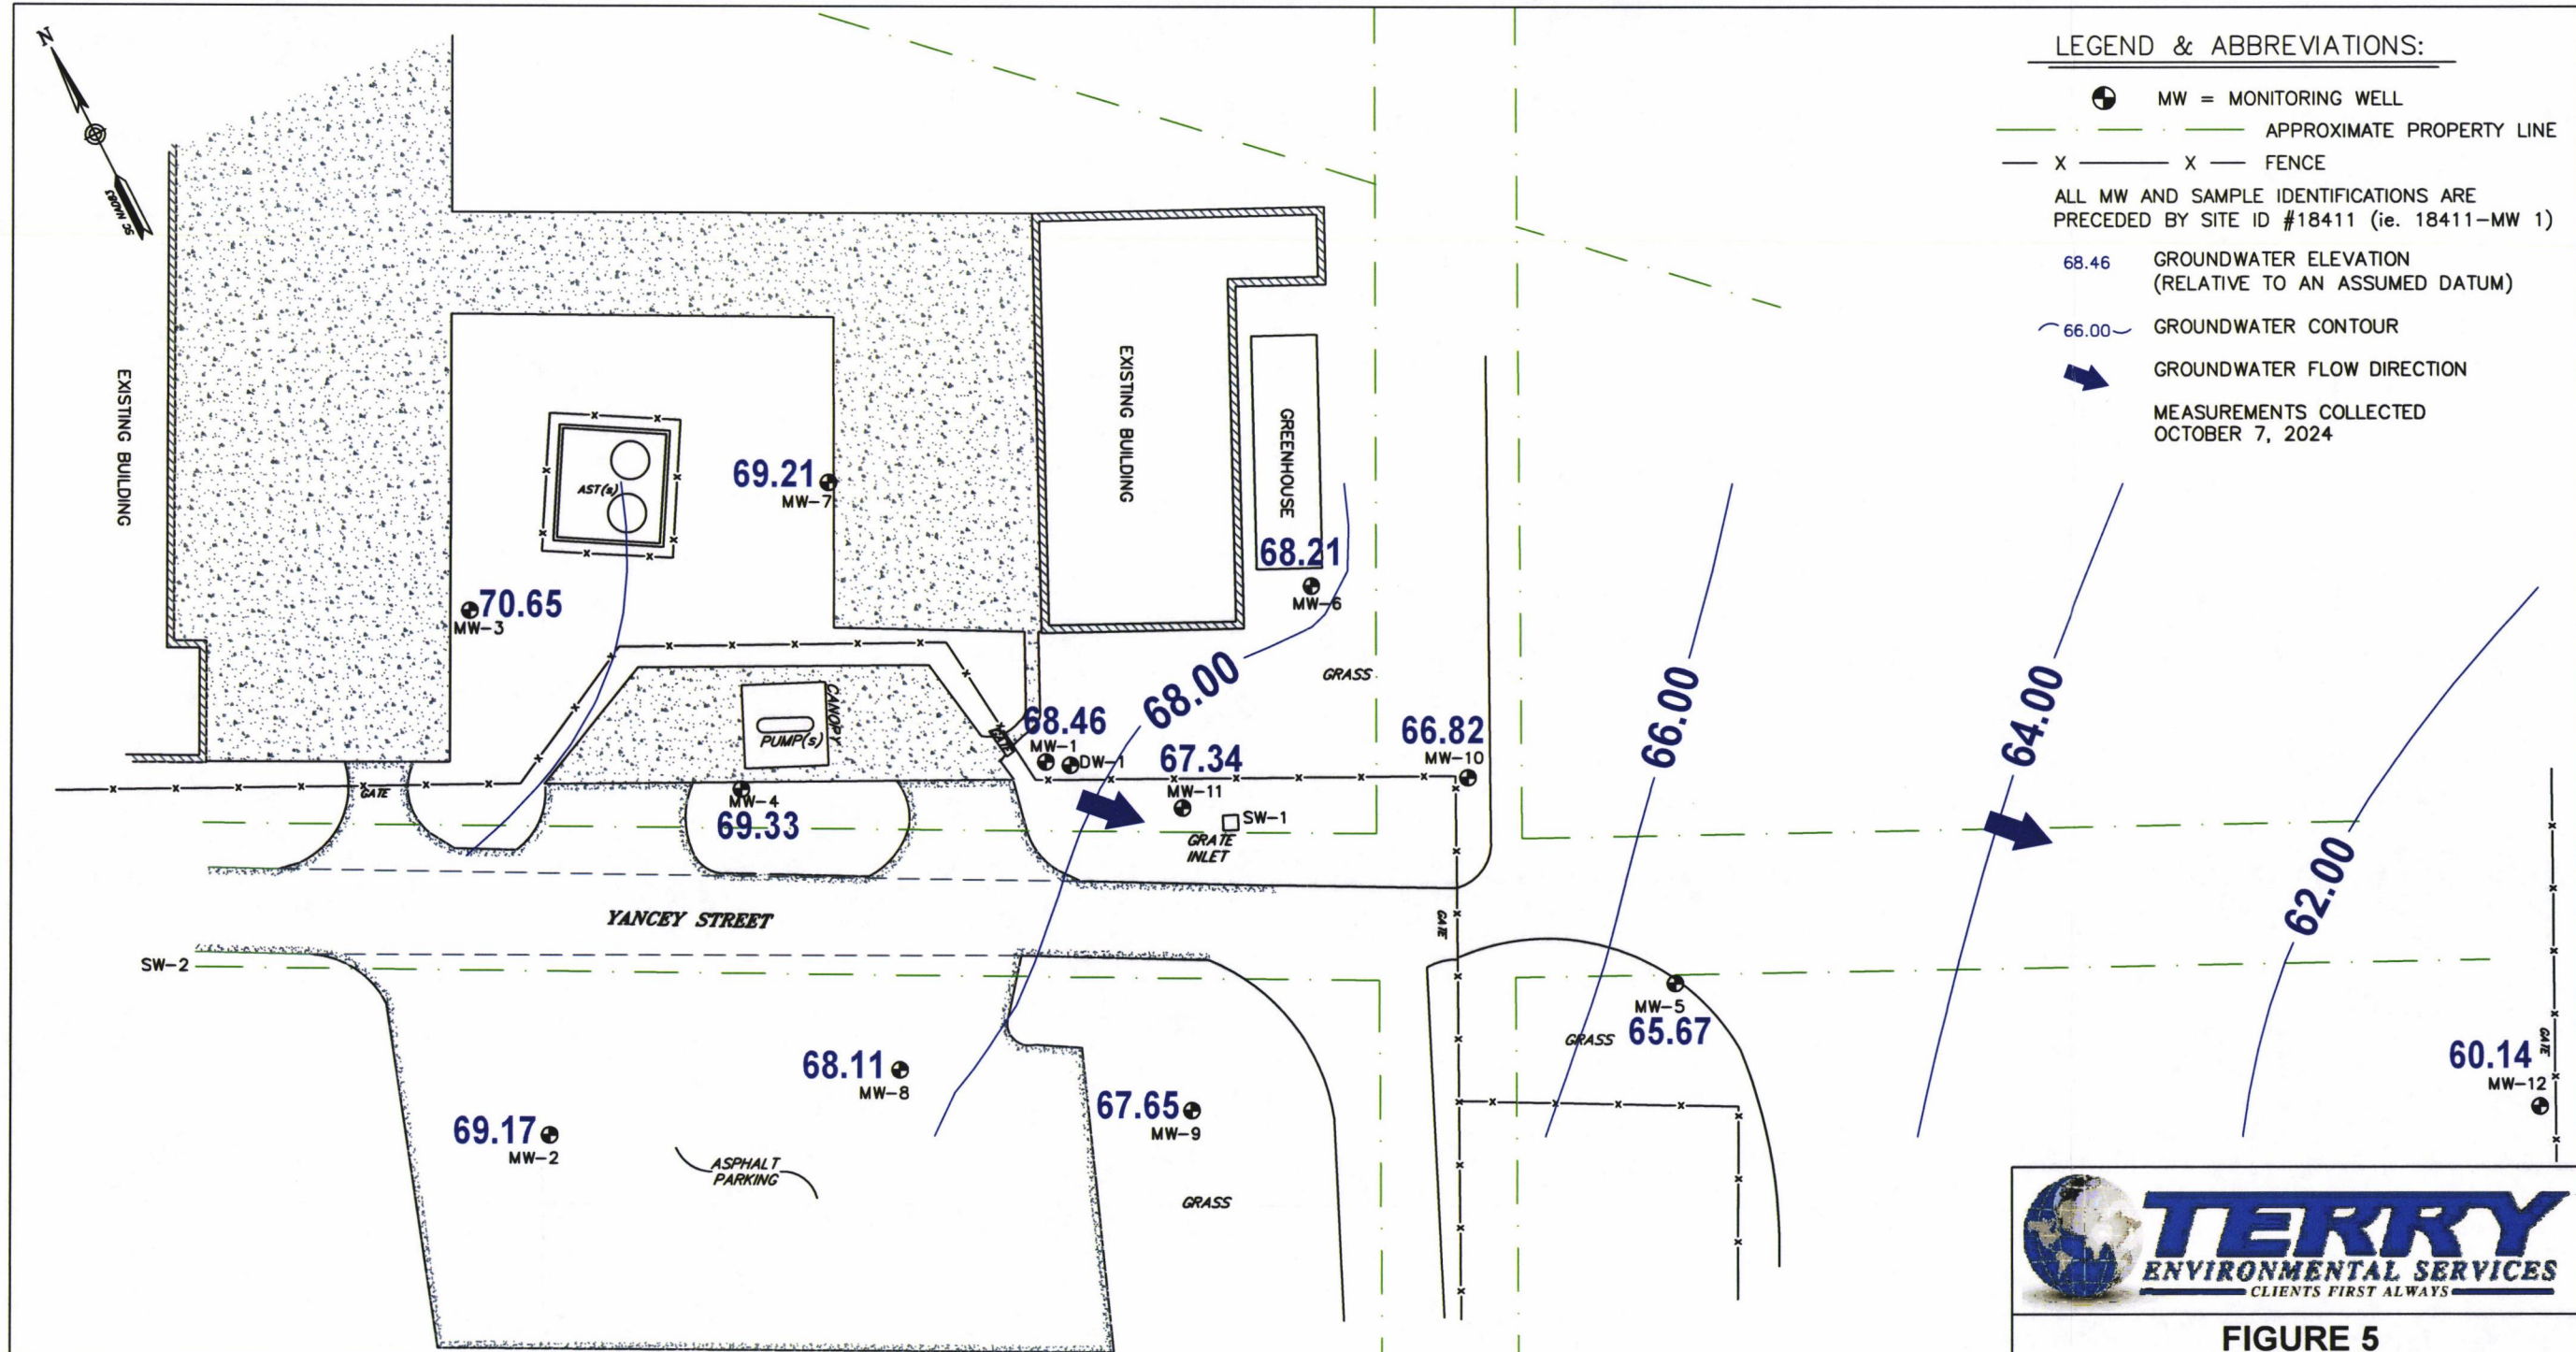 N
SC NAD83
LEGEND & ABBREVIATIONS:
MW = MONITORING WELL
APPROXIMATE PROPERTY LINE
X X FENCE
ALL MW AND SAMPLE IDENTIFICATIONS ARE
PRECEDED BY SITE ID #18411 (ie. 18411-MW 1)
68.46 GROUNDWATER ELEVATION
(RELATIVE TO AN ASSUMED DATUM)
66.00 GROUNDWATER CONTOUR
GROUNDWATER FLOW DIRECTION
MEASUREMENTS COLLECTED
OCTOBER 7, 2024
EXISTING BUILDING
EXISTING BUILDING
GREENHOUSE
AST(s)
69.21
MW-7
68.21
MW-6
70.65
MW-3
GRASS
68.00
66.00
64.00
62.00
CANOPY
PUMP(s)
GATE
68.46
MW-1
DW-1
67.34
MW-11
66.82
MW-10
GATE
MW-4
69.33
SW-1
GRATE
INLET
YANCEY STREET
GATE
SW-2
MW-5
65.67
GRASS
68.11
MW-8
67.65
MW-9
69.17
MW-2
ASPHALT
PARKING
GRASS
GATE
60.14
MW-12
TERRY
ENVIRONMENTAL SERVICES
CLIENTS FIRST ALWAYS
FIGURE 5